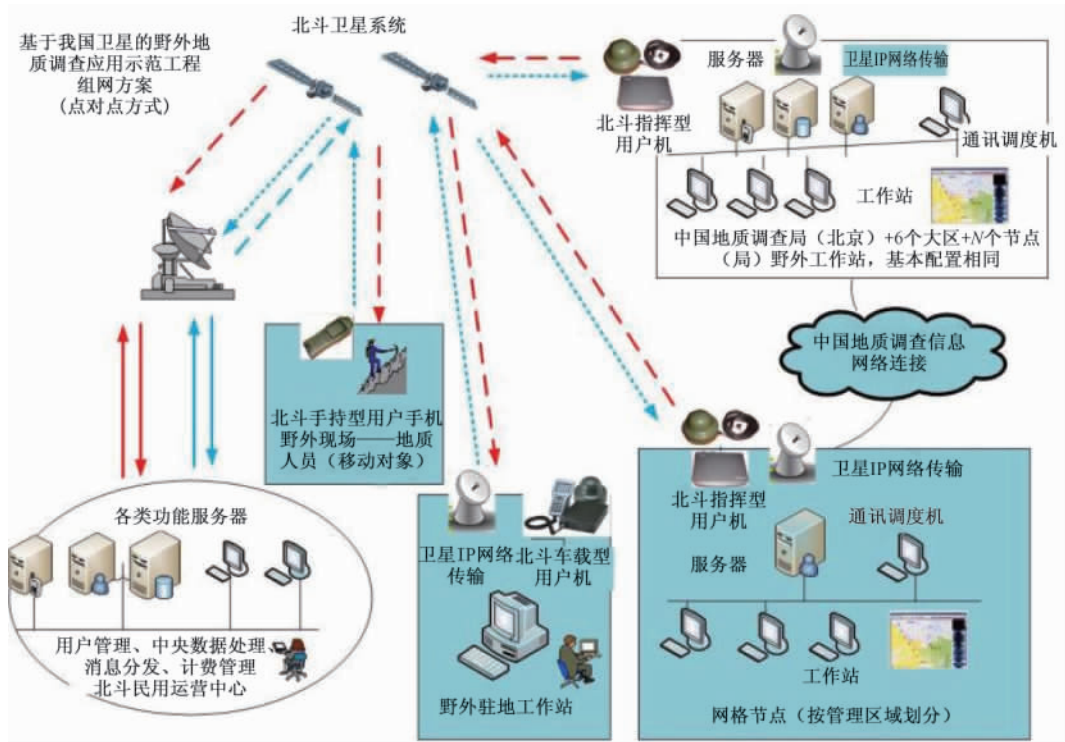 北斗卫星系统
基于我国卫星的野外地
质调查应用示范工程
组网方案
(点对点方式)
服务器
卫星IP网络传输
北斗指挥型
用户机
通讯调度机
工作站
中国地质调查局（北京）+6个大区+N个节点
（局）野外工作站，基本配置相同
中国地质调查信息
网络连接
北斗手持型用户手机
野外现场——地质
人员（移动对象）
卫星IP网络
传输
北斗车载型
用户机
野外驻地工作站
各类功能服务器
用户管理、中央数据处理、
消息分发、计费管理
北斗民用运营中心
卫星IP网络传输
北斗指挥型
用户机
通讯调度机
服务器
工作站
网格节点（按管理区域划分）